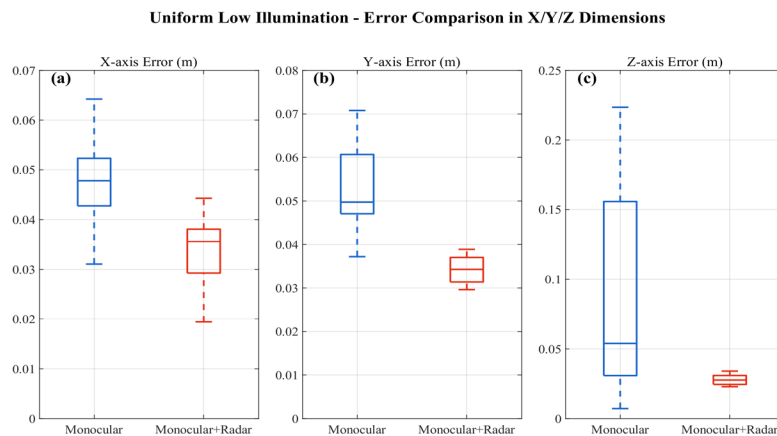 Uniform Low Illumination - Error Comparison in X/Y/Z Dimensions
X-axis Error (m)
(a)
0.07
0.06
0.05
0.04
0.03
0.02
0.01
0
Monocular
Monocular+Radar
Y-axis Error (m)
(b)
0.08
0.07
0.06
0.05
0.04
0.03
0.02
0.01
0
Monocular
Monocular+Radar
Z-axis Error (m)
(c)
0.25
0.2
0.15
0.1
0.05
0
Monocular
Monocular+Radar